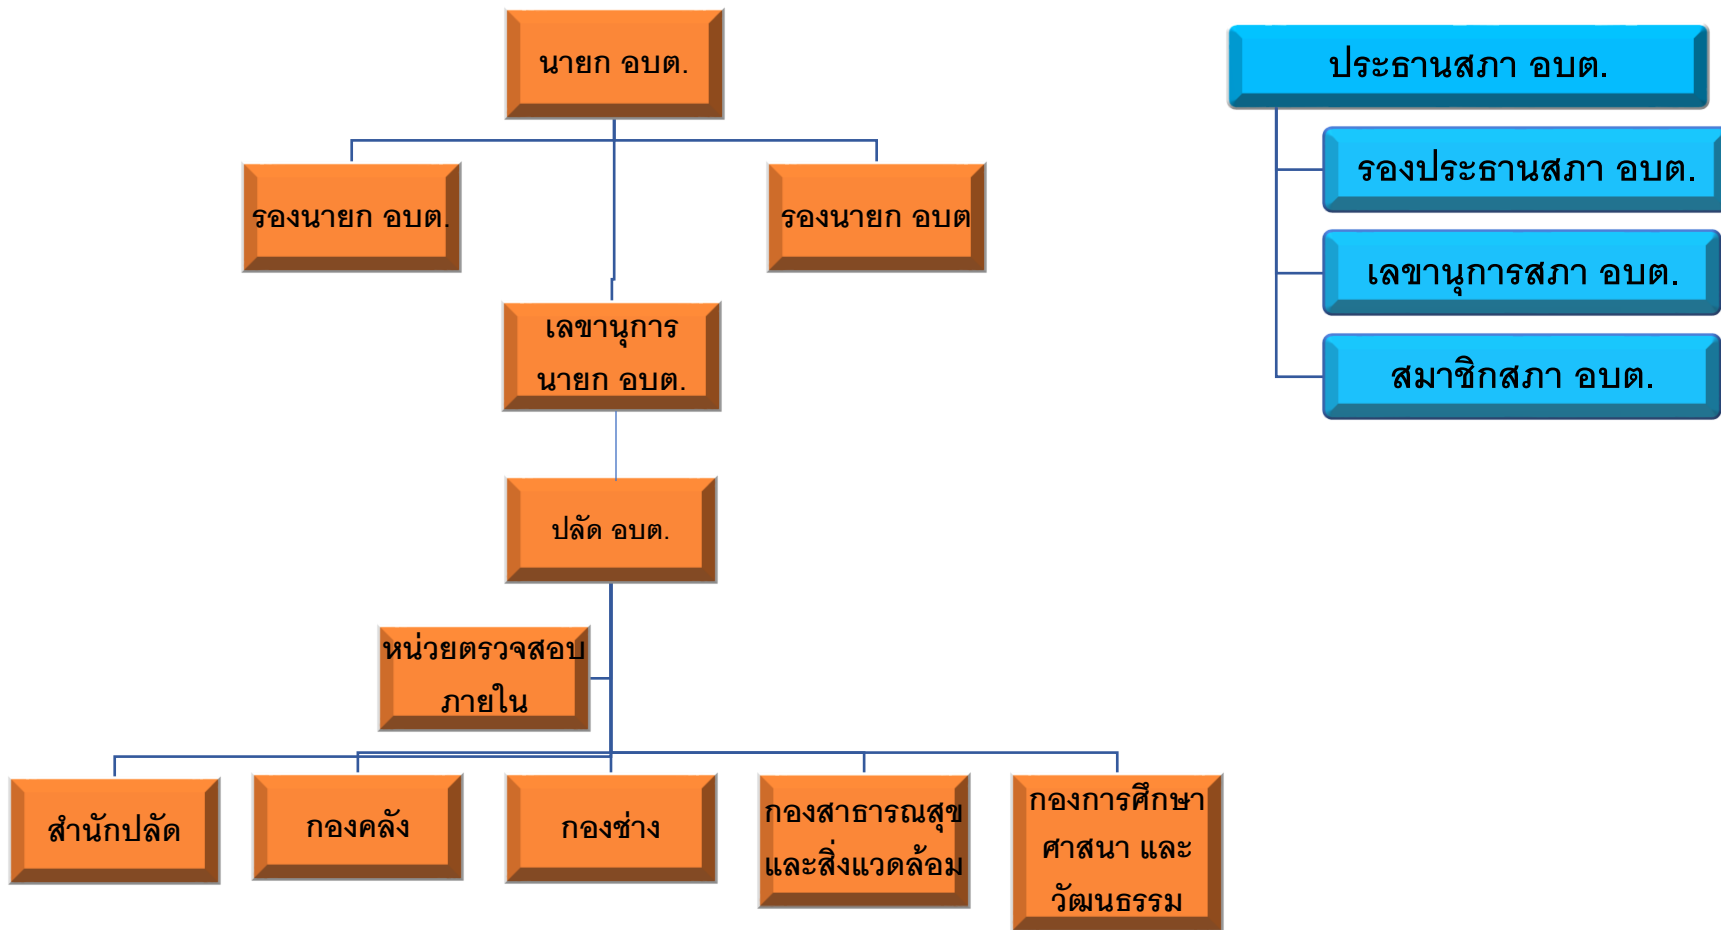 นายก อบต.
รองนายก อบต.
รองนายก อบต
เลขานุการ
นายก อบต.
ปลัด อบต.
หน่วยตรวจสอบ
ภายใน
สำนักปลัด
กองคลัง
กองช่าง
กองสาธารณสุข
และสิ่งแวดล้อม
กองการศึกษา
ศาสนา และ
วัฒนธรรม
ประธานสภา อบต.
รองประธานสภา อบต.
เลขานุการสภา อบต.
สมาชิกสภา อบต.